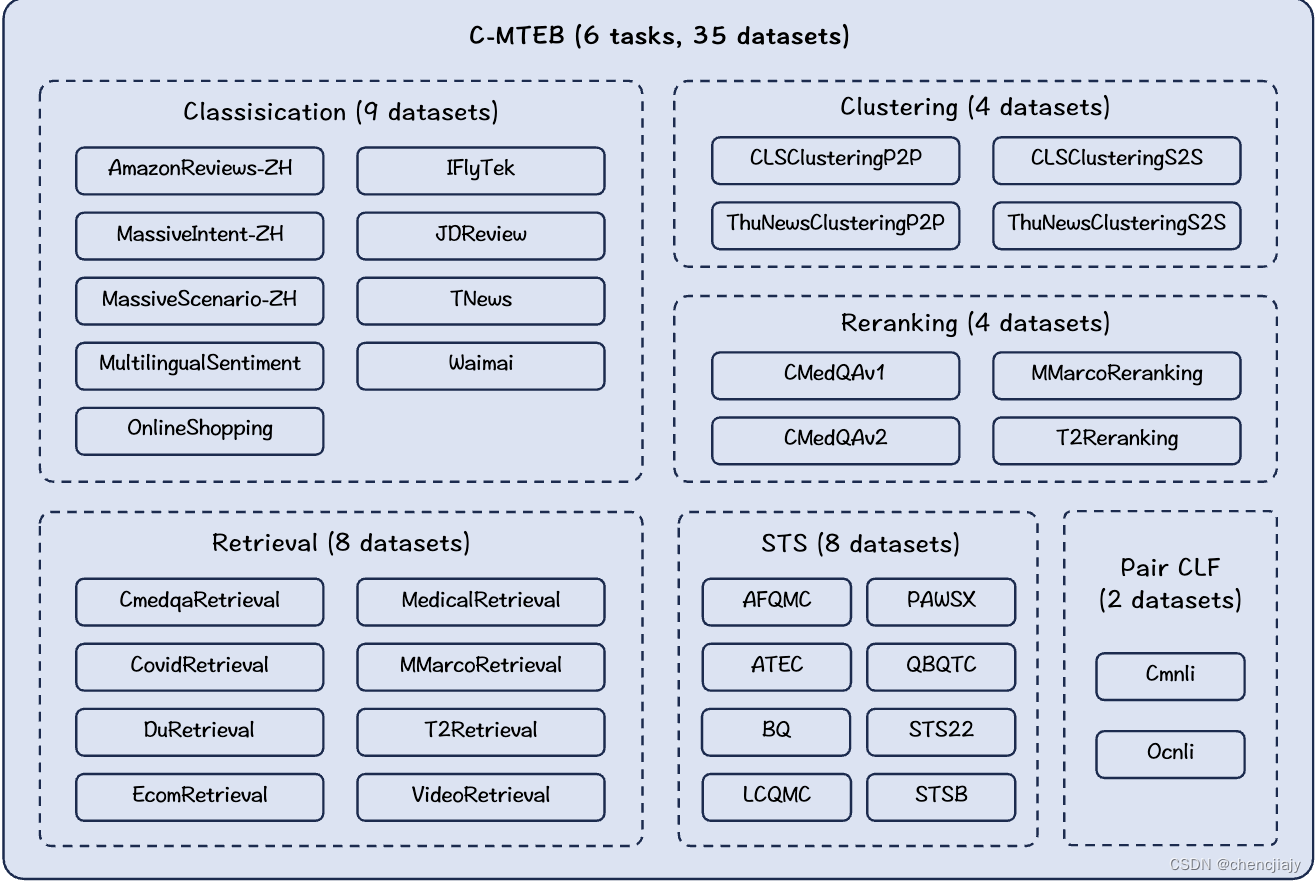 C-MTEB (6 tasks, 35 datasets)
Classisication (9 datasets)
AmazonReviews-ZH
IFlyTek
MassiveIntent-ZH
JDReview
MassiveScenario-ZH
TNews
MultilingualSentiment
Waimai
OnlineShopping
Clustering (4 datasets)
CLSClusteringP2P
CLSClusteringS2S
ThuNewsClusteringP2P
ThuNewsClusteringS2S
Reranking (4 datasets)
CMedQAv1
MMarcoReranking
CMedQAv2
T2Reranking
Retrieval (8 datasets)
CmedqaRetrieval
MedicalRetrieval
CovidRetrieval
MMarcoRetrieval
DuRetrieval
T2Retrieval
EcomRetrieval
VideoRetrieval
STS (8 datasets)
AFQMC
PAWSX
ATEC
QBQTC
BQ
STS22
LCQMC
STSB
Pair CLF
(2 datasets)
Cmnli
Ocnli
CSDN @chencjiajy